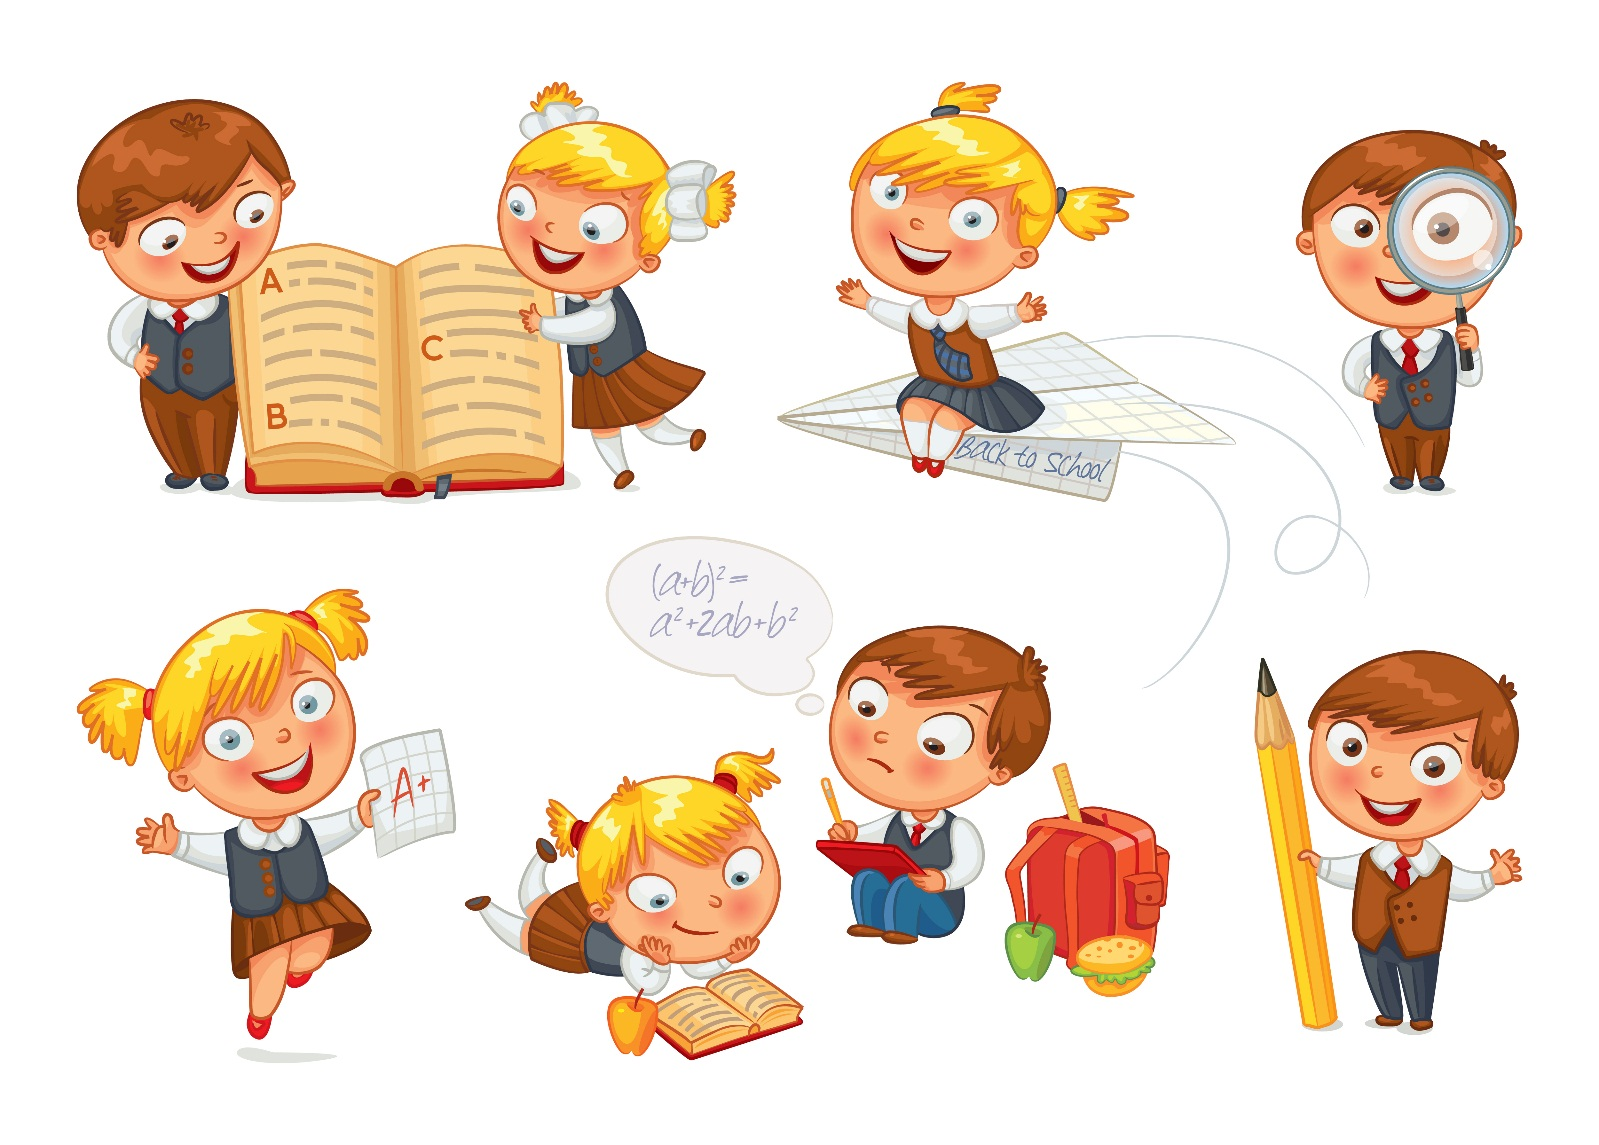 A
B
C
Back to School
(a+b)²=
a²+2ab+b²
A+